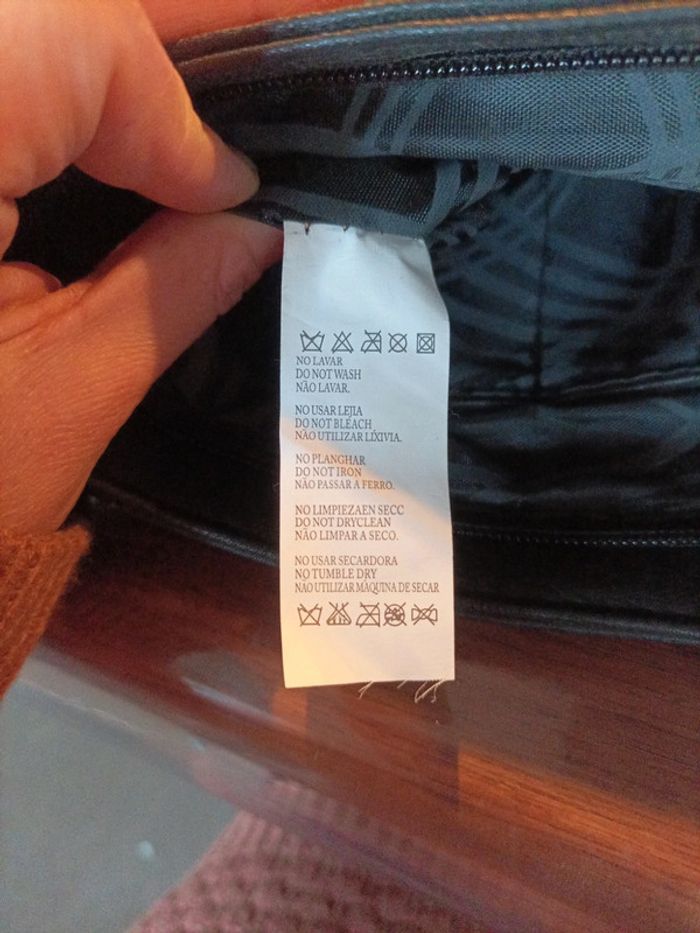 NO LAVAR
DO NOT WASH
NÃO LAVAR.
NO USAR LEJIA
DO NOT BLEACH
NÃO UTILIZAR LÍXIVIA.
NO PLANGHAR
DO NOT IRON
NÃO PASSAR A FERRO.
NO LIMPIEZAEN SECC
DO NOT DRYCLEAN
NÃO LIMPAR A SECO.
NO USAR SECARDORA
NO TUMBLE DRY
NÃO UTILIZAR MÁQUINA DE SECAR